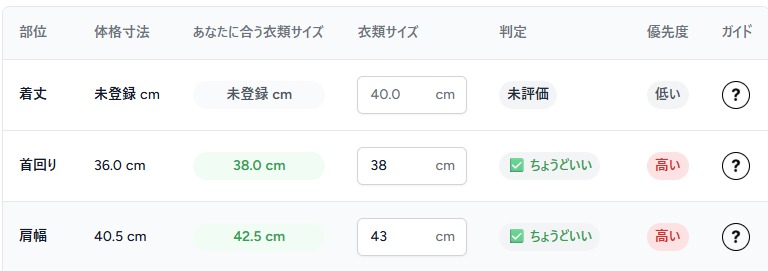 部位 体格寸法 あなたに合う衣類サイズ 衣類サイズ 判定 優先度 ガイド
着丈 未登録 cm 未登録 cm 40.0 cm 未評価 低い ?
首回り 36.0 cm 38.0 cm 38 cm ✅ ちょうどいい 高い ?
肩幅 40.5 cm 42.5 cm 43 cm ✅ ちょうどいい 高い ?